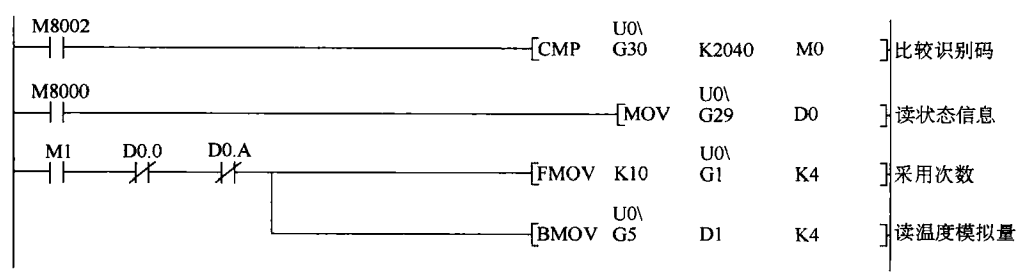 M8002
U0\
CMP G30 K2040 M0 比较识别码
M8000
U0\
MOV G29 D0 读状态信息
M1 D0.0 D0.A
U0\
FMOV K10 G1 K4 采用次数
U0\
BMOV G5 D1 K4 读温度模拟量